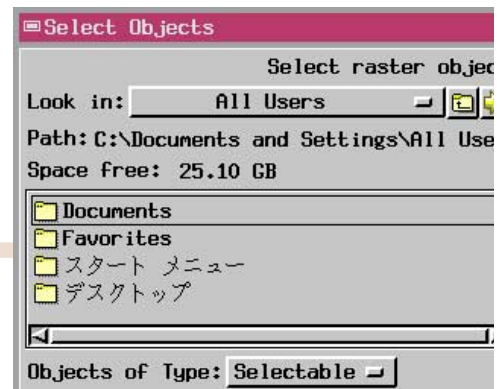 Select Objects
Select raster objec
Look in: All Users
Path: C:\Documents and Settings\All Use
Space free: 25.10 GB
Documents
Favorites
スタート メニュー
デスクトップ
Objects of Type: Selectable